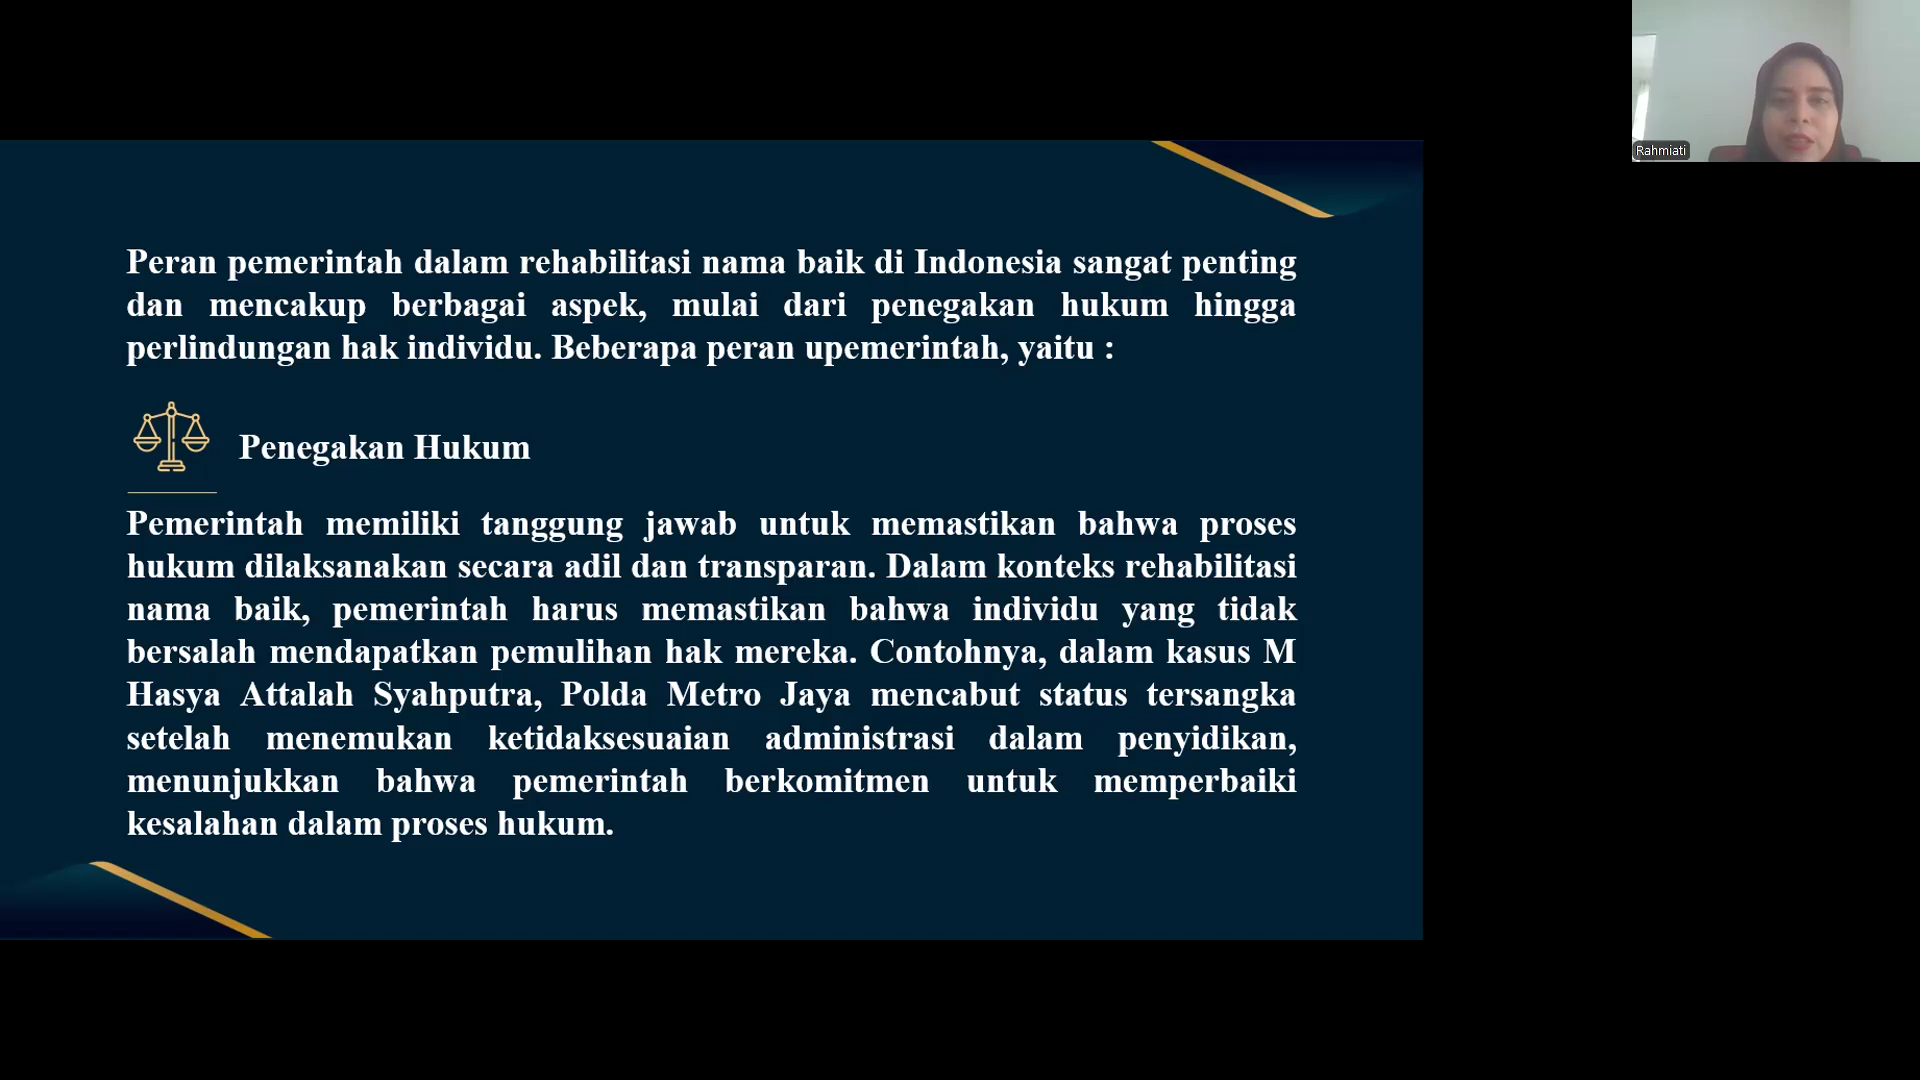 Peran pemerintah dalam rehabilitasi nama baik di Indonesia sangat penting
dan mencakup berbagai aspek, mulai dari penegakan hukum hingga
perlindungan hak individu. Beberapa peran upemerintah, yaitu :
Penegakan Hukum
Pemerintah memiliki tanggung jawab untuk memastikan bahwa proses
hukum dilaksanakan secara adil dan transparan. Dalam konteks rehabilitasi
nama baik, pemerintah harus memastikan bahwa individu yang tidak
bersalah mendapatkan pemulihan hak mereka. Contohnya, dalam kasus M
Hasya Attalah Syahputra, Polda Metro Jaya mencabut status tersangka
setelah menemukan ketidaksesuaian administrasi dalam penyidikan,
menunjukkan bahwa pemerintah berkomitmen untuk memperbaiki
kesalahan dalam proses hukum.
Rahmiati